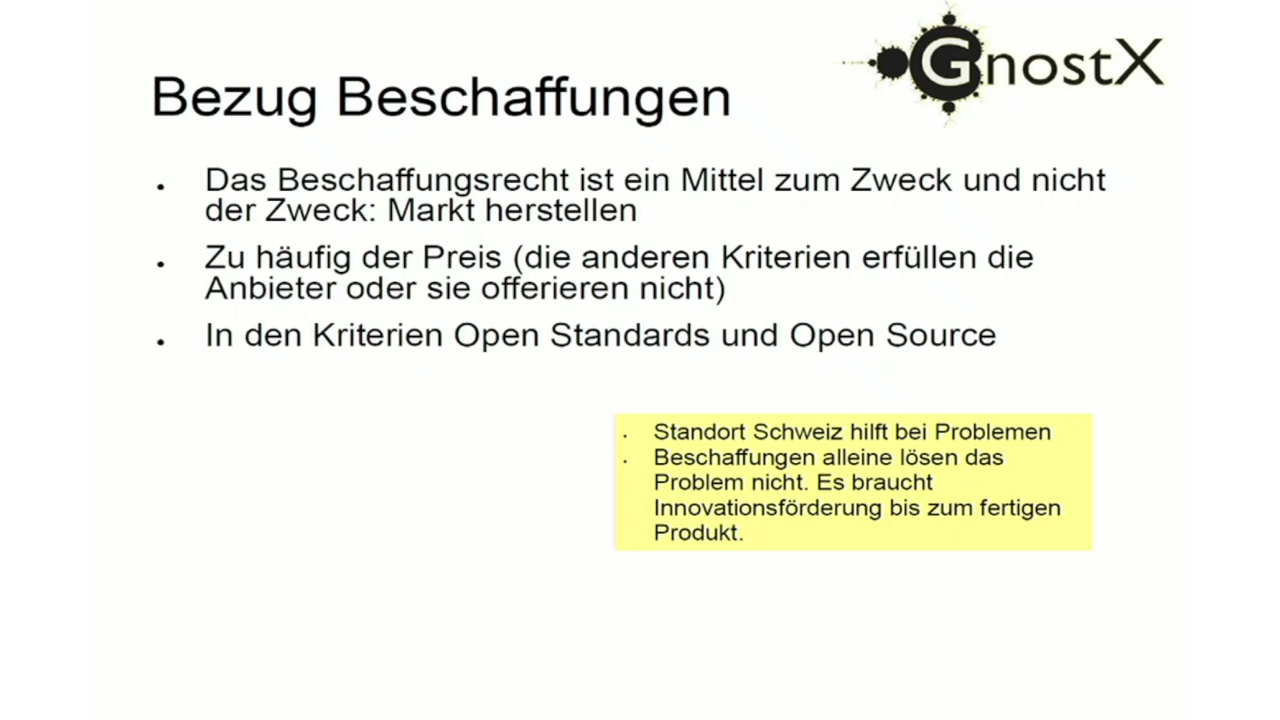 GnostX
Bezug Beschaffungen
• Das Beschaffungsrecht ist ein Mittel zum Zweck und nicht
der Zweck: Markt herstellen
• Zu häufig der Preis (die anderen Kriterien erfüllen die
Anbieter oder sie offerieren nicht)
• In den Kriterien Open Standards und Open Source
• Standort Schweiz hilft bei Problemen
• Beschaffungen alleine lösen das
Problem nicht. Es braucht
Innovationsförderung bis zum fertigen
Produkt.